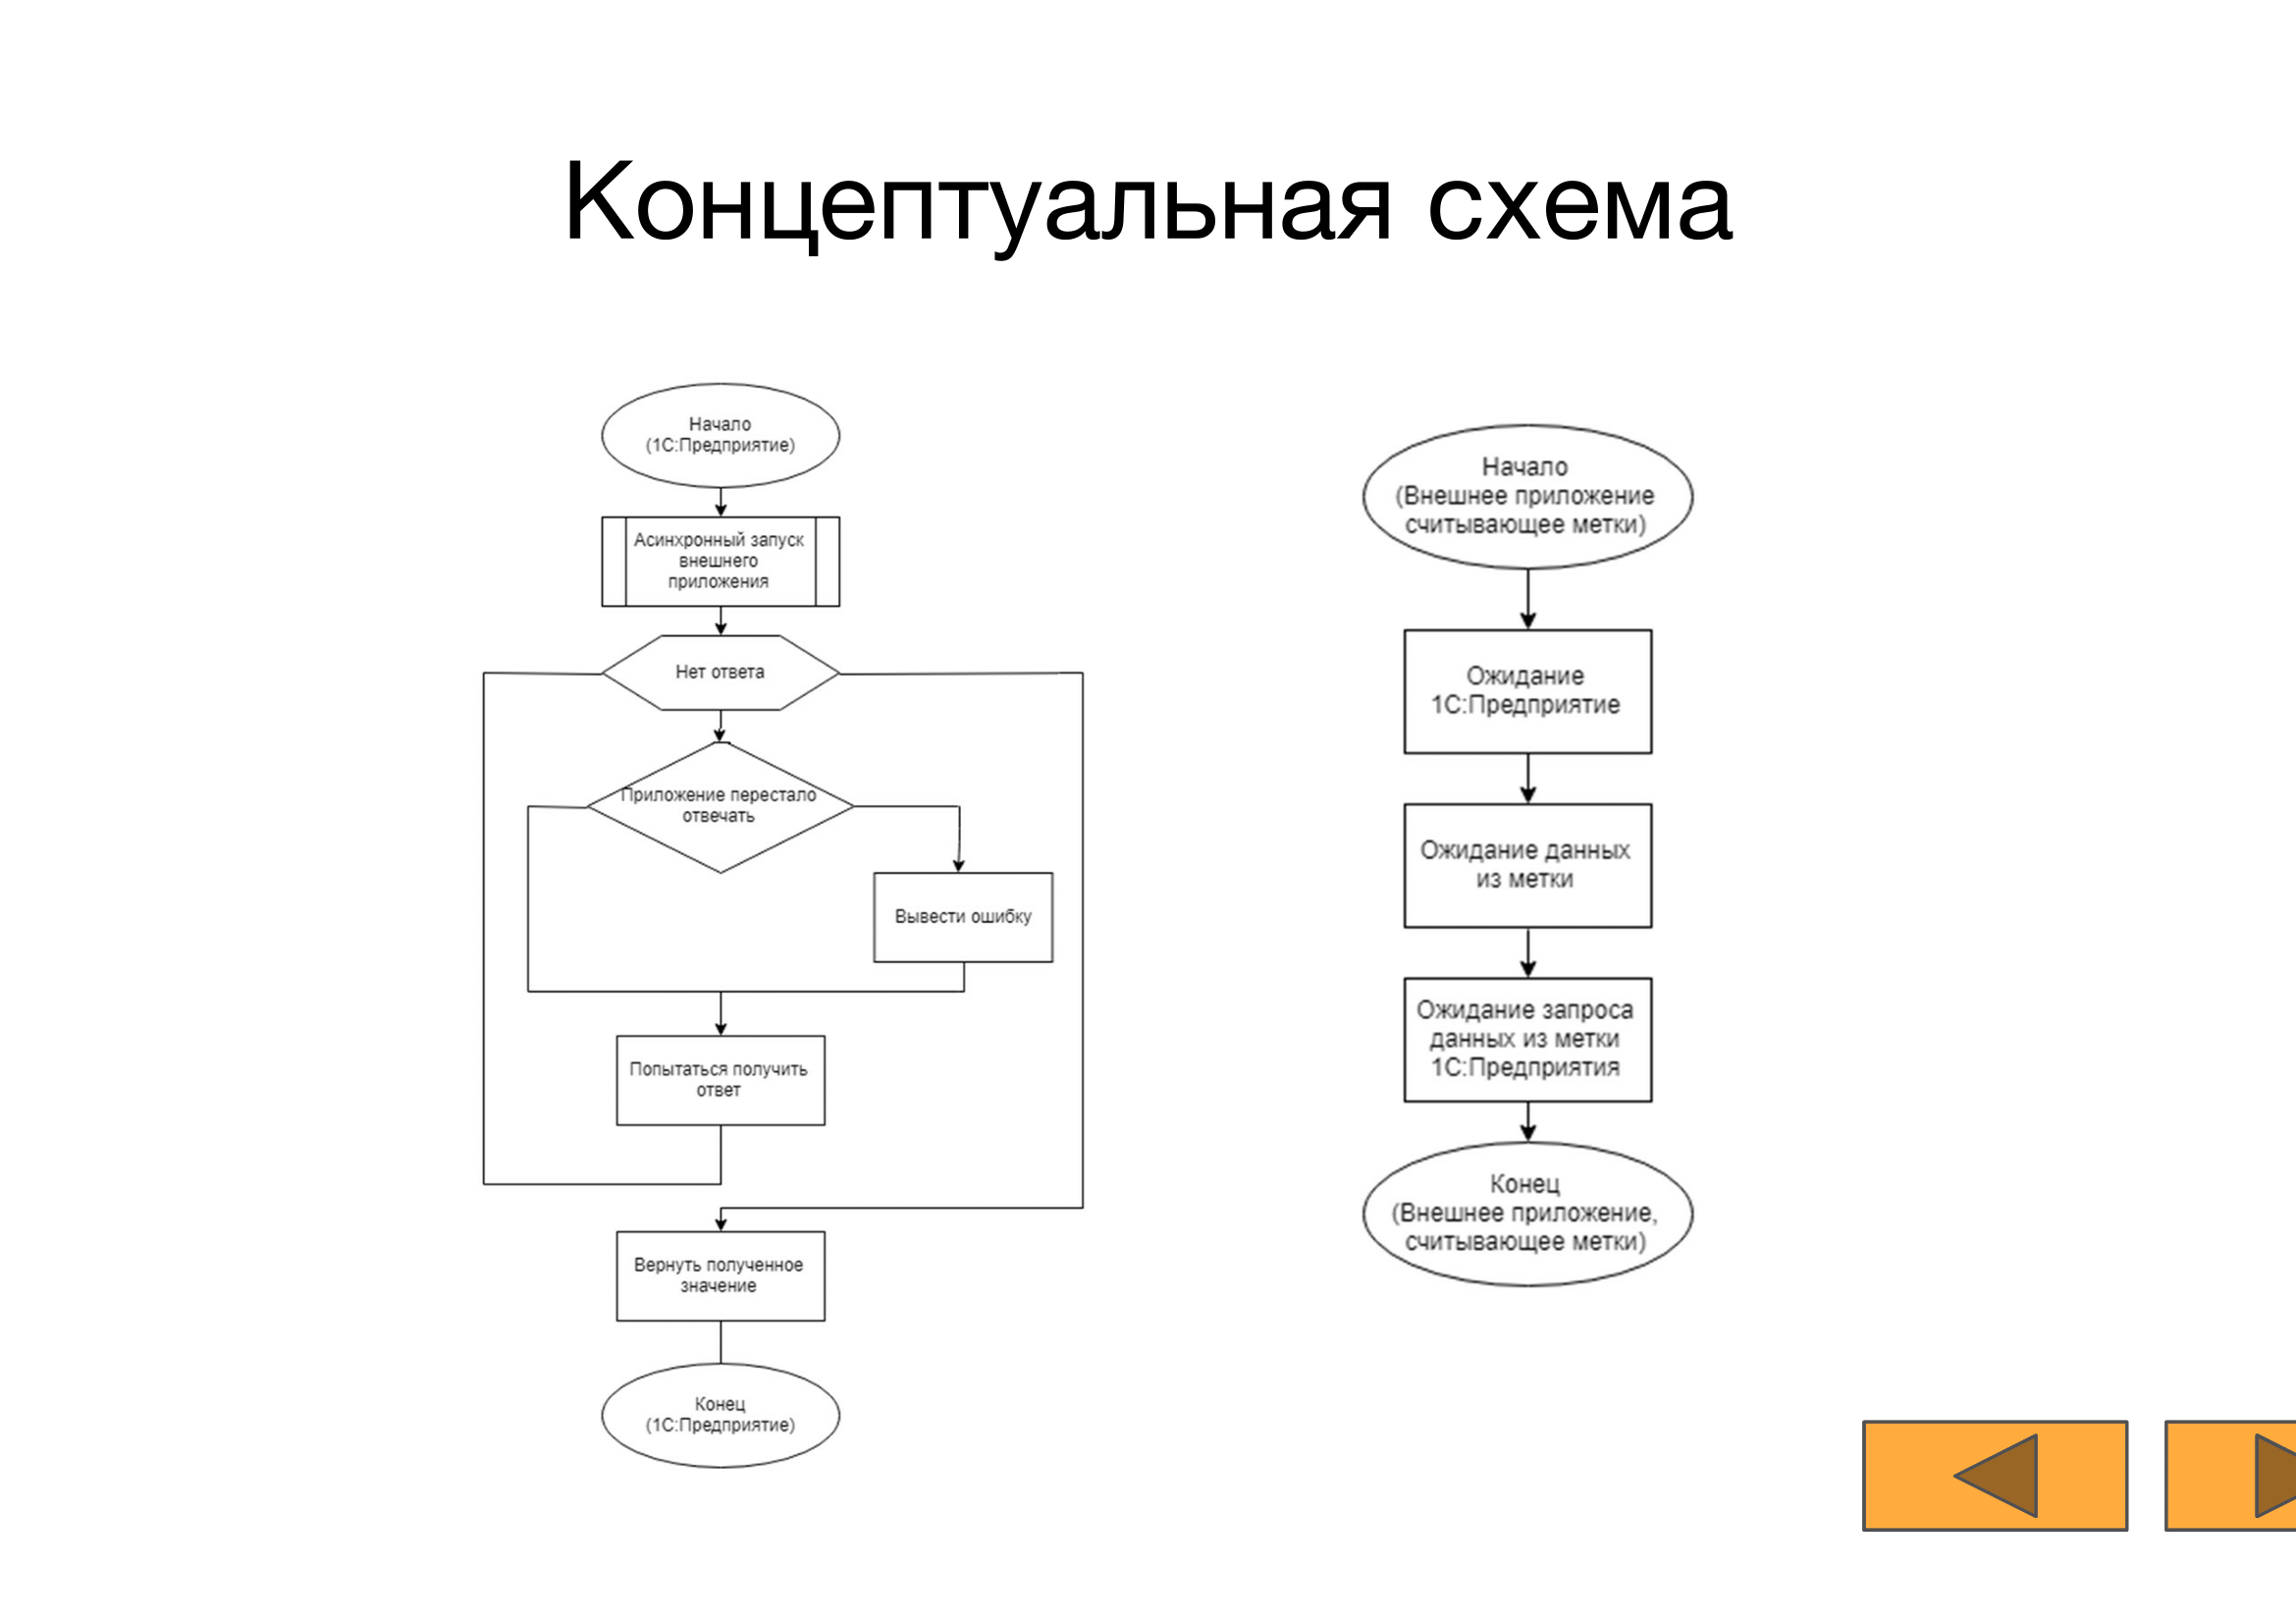 Концептуальная схема
Начало
(1С:Предприятие)
Асинхронный запуск
внешнего
приложения
Нет ответа
Приложение перестало
отвечать
Вывести ошибку
Попытаться получить
ответ
Вернуть полученное
значение
Конец
(1С:Предприятие)
Начало
(Внешнее приложение
считывающее метки)
Ожидание
1С:Предприятие
Ожидание данных
из метки
Ожидание запроса
данных из метки
1С:Предприятия
Конец
(Внешнее приложение,
считывающее метки)